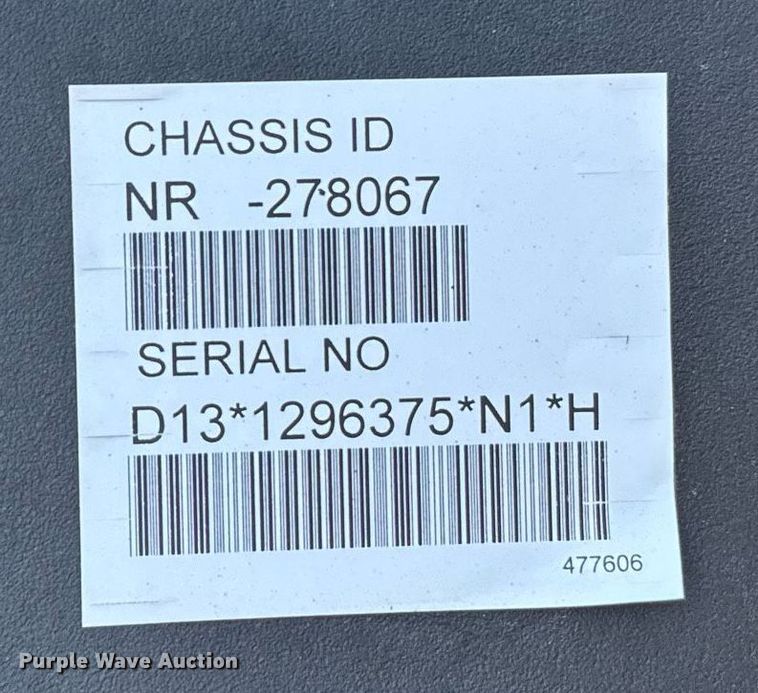 CHASSIS ID
NR -278067
SERIAL NO
D13*1296375*N1*H
477606
Purple Wave Auction